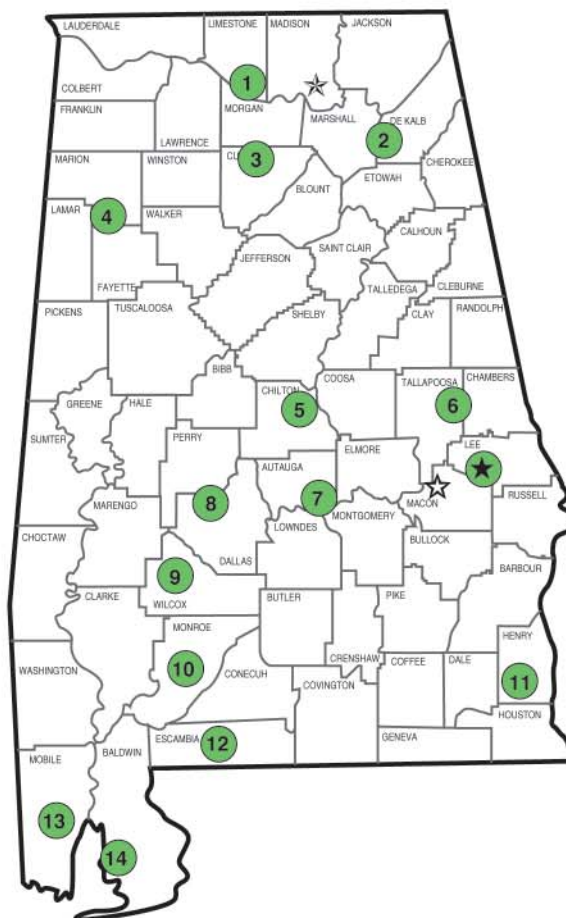 LAUDERDALE
LIMESTONE
MADISON
JACKSON
COLBERT
1
FRANKLIN
MORGAN
MARSHALL
DE KALB
2
LAWRENCE
MARION
WINSTON
3
CHEROKEE
ETOWAH
BLOUNT
LAMAR
4
WALKER
CALHOUN
SAINT CLAIR
JEFFERSON
FAYETTE
TALLEDEGA
CLEBURNE
PICKENS
TUSCALOOSA
SHELBY
CLAY
RANDOLPH
BIBB
COOSA
TALLAPOOSA
CHAMBERS
CHILTON
GREENE
HALE
5
6
SUMTER
PERRY
ELMORE
LEE
AUTAUGA
7
8
MACON
RUSSELL
MARENGO
LOWNDES
MONTGOMERY
CHOCTAW
BULLOCK
DALLAS
BARBOUR
9
CLARKE
WILCOX
BUTLER
PIKE
MONROE
HENRY
10
WASHINGTON
CONECUH
CRENSHAW
COFFEE
DALE
11
COVINGTON
HOUSTON
ESCAMBIA
12
GENEVA
MOBILE
BALDWIN
13
14